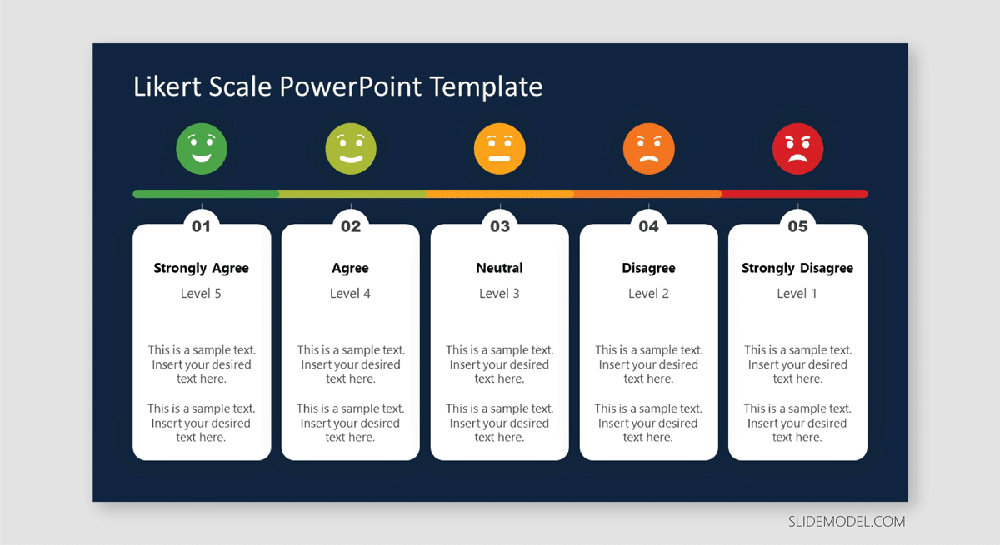 Likert Scale PowerPoint Template
01
Strongly Agree
Level 5
This is a sample text.
Insert your desired
text here.
This is a sample text.
Insert your desired
text here.
02
Agree
Level 4
This is a sample text.
Insert your desired
text here.
This is a sample text.
Insert your desired
text here.
03
Neutral
Level 3
This is a sample text.
Insert your desired
text here.
This is a sample text.
Insert your desired
text here.
04
Disagree
Level 2
This is a sample text.
Insert your desired
text here.
This is a sample text.
Insert your desired
text here.
05
Strongly Disagree
Level 1
This is a sample text.
Insert your desired
text here.
This is a sample text.
Insert your desired
text here.
SLIDEMODEL.COM